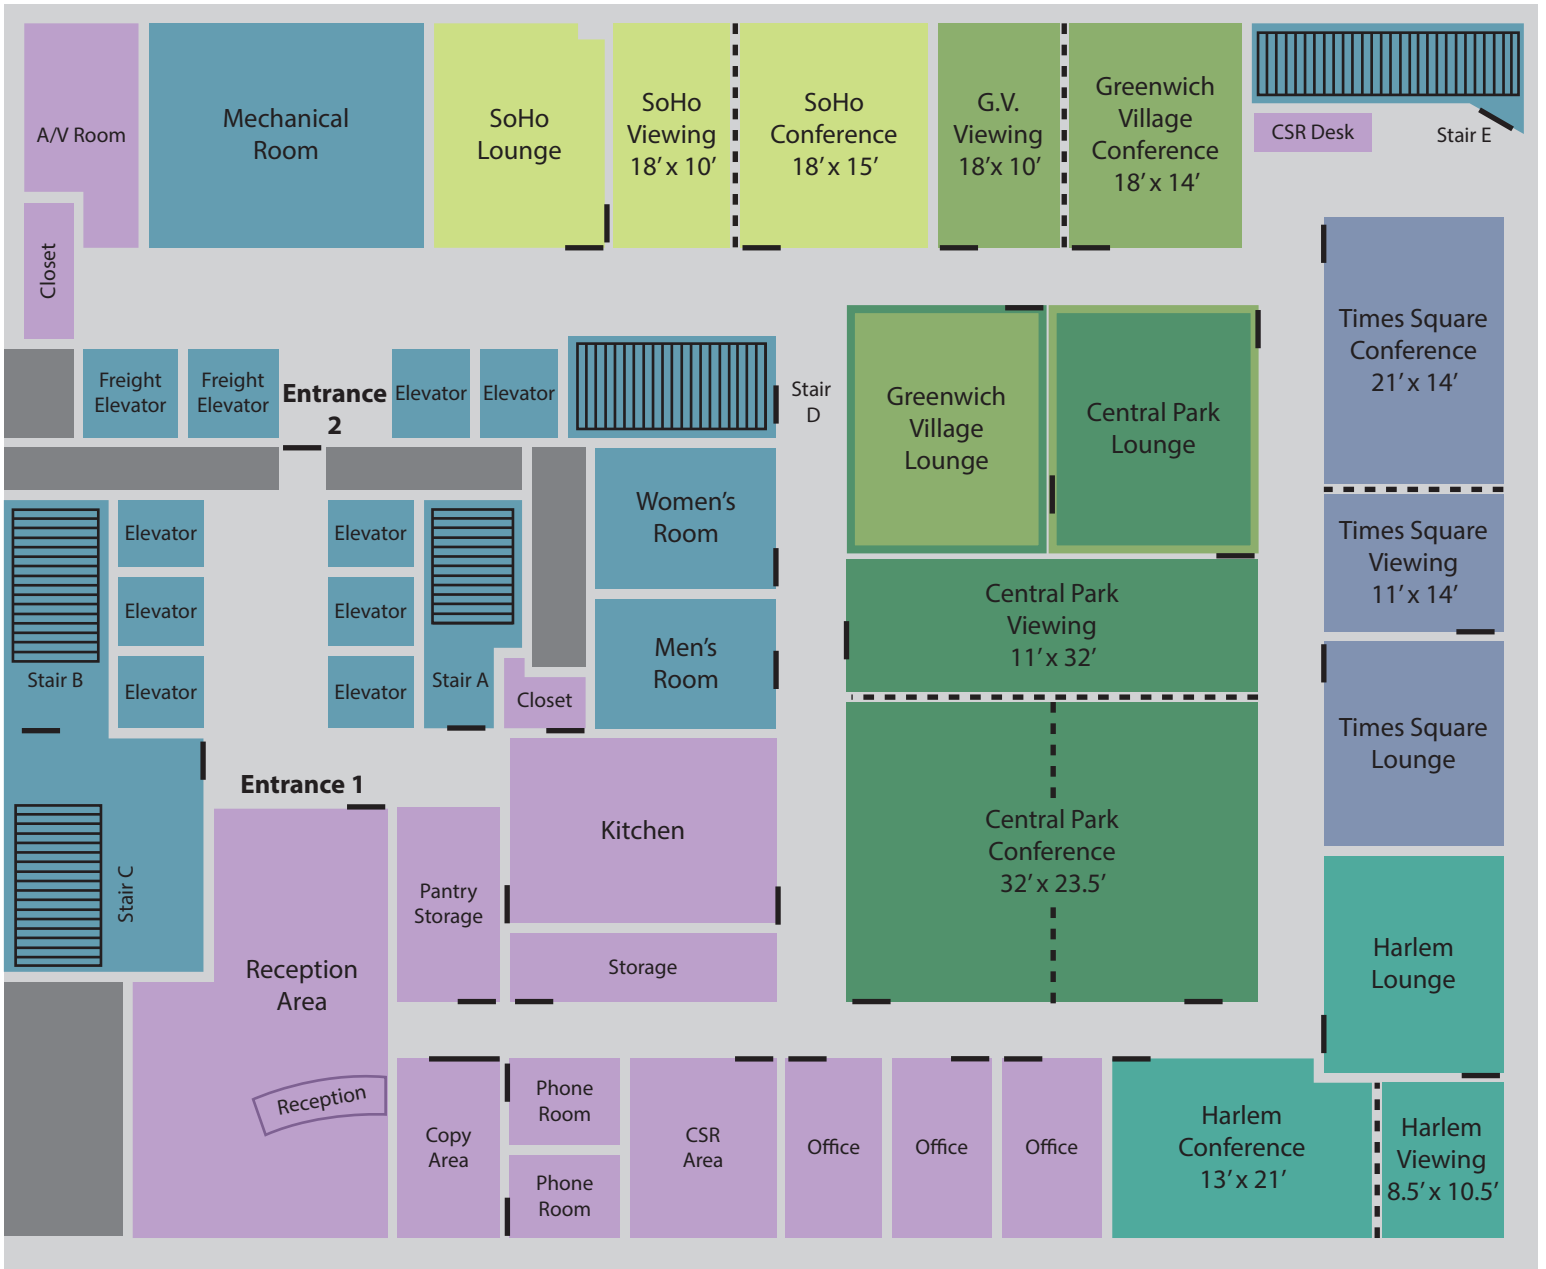 A/V Room
Mechanical
Room
SoHo
Lounge
SoHo
Viewing
18’ x 10’
SoHo
Conference
18’ x 15’
G.V.
Viewing
18’x 10’
Greenwich
Village
Conference
18’ x 14’
CSR Desk
Stair E
Closet
Freight
Elevator
Freight
Elevator
Entrance
2
Elevator
Elevator
Stair
D
Greenwich
Village
Lounge
Central Park
Lounge
Times Square
Conference
21’ x 14’
Women’s
Room
Elevator
Elevator
Times Square
Viewing
11’ x 14’
Elevator
Elevator
Central Park
Viewing
11’ x 32’
Men’s
Room
Stair B
Elevator
Elevator
Stair A
Closet
Times Square
Lounge
Entrance 1
Kitchen
Central Park
Conference
32’ x 23.5’
Stair C
Pantry
Storage
Reception
Area
Storage
Harlem
Lounge
Reception
Copy
Area
Phone
Room
Phone
Room
CSR
Area
Office
Office
Office
Harlem
Conference
13’ x 21’
Harlem
Viewing
8.5’ x 10.5’